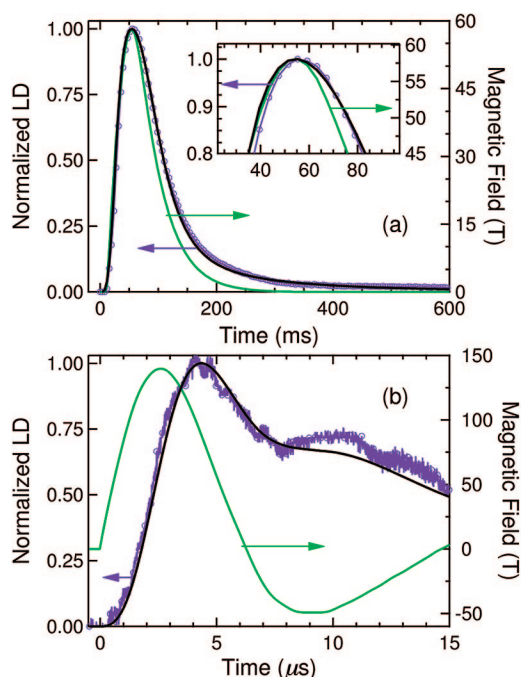 1.00
0.75
0.50
0.25
0.00
Normalized LD
60
45
30
15
0
Magnetic Field (T)
1.0
0.9
0.8
60
55
50
45
40 60 80
(a)
0 200 400 600
Time (ms)
1.00
0.75
0.50
0.25
0.00
Normalized LD
150
100
50
0
-50
Magnetic Field (T)
(b)
0 5 10 15
Time (μs)